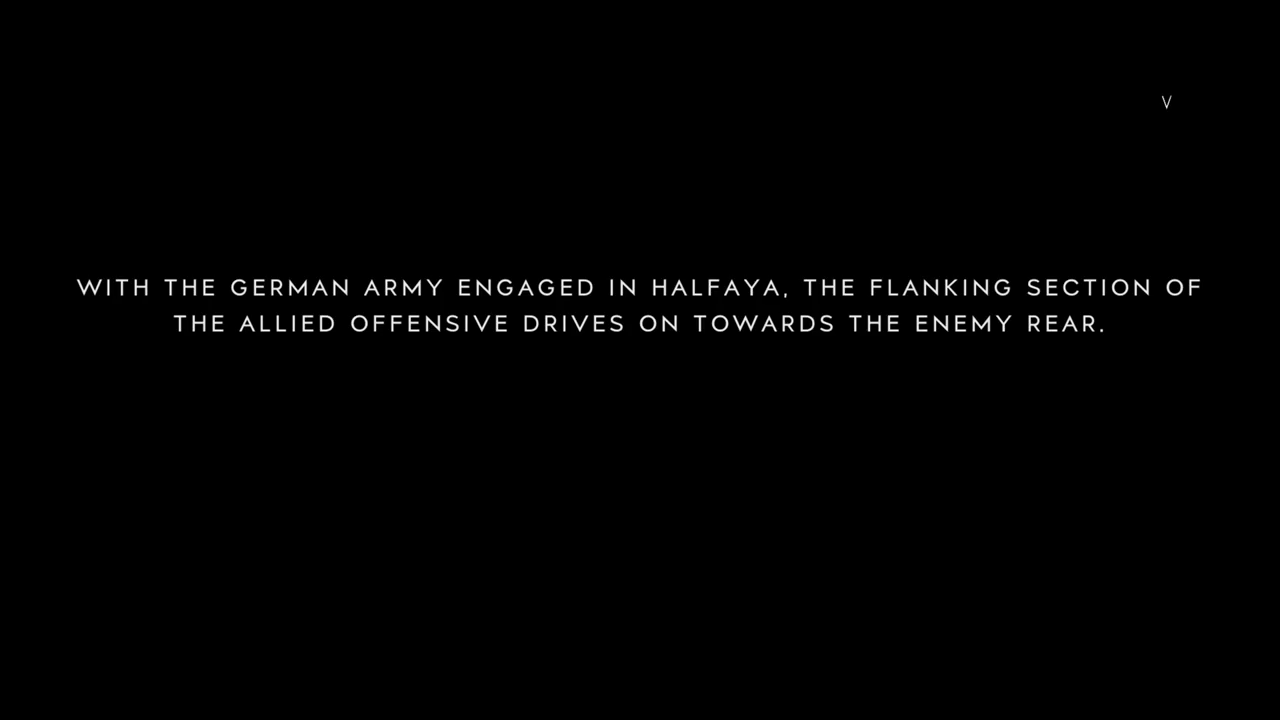 V
WITH THE GERMAN ARMY ENGAGED IN HALFAYA, THE FLANKING SECTION OF
THE ALLIED OFFENSIVE DRIVES ON TOWARDS THE ENEMY REAR.